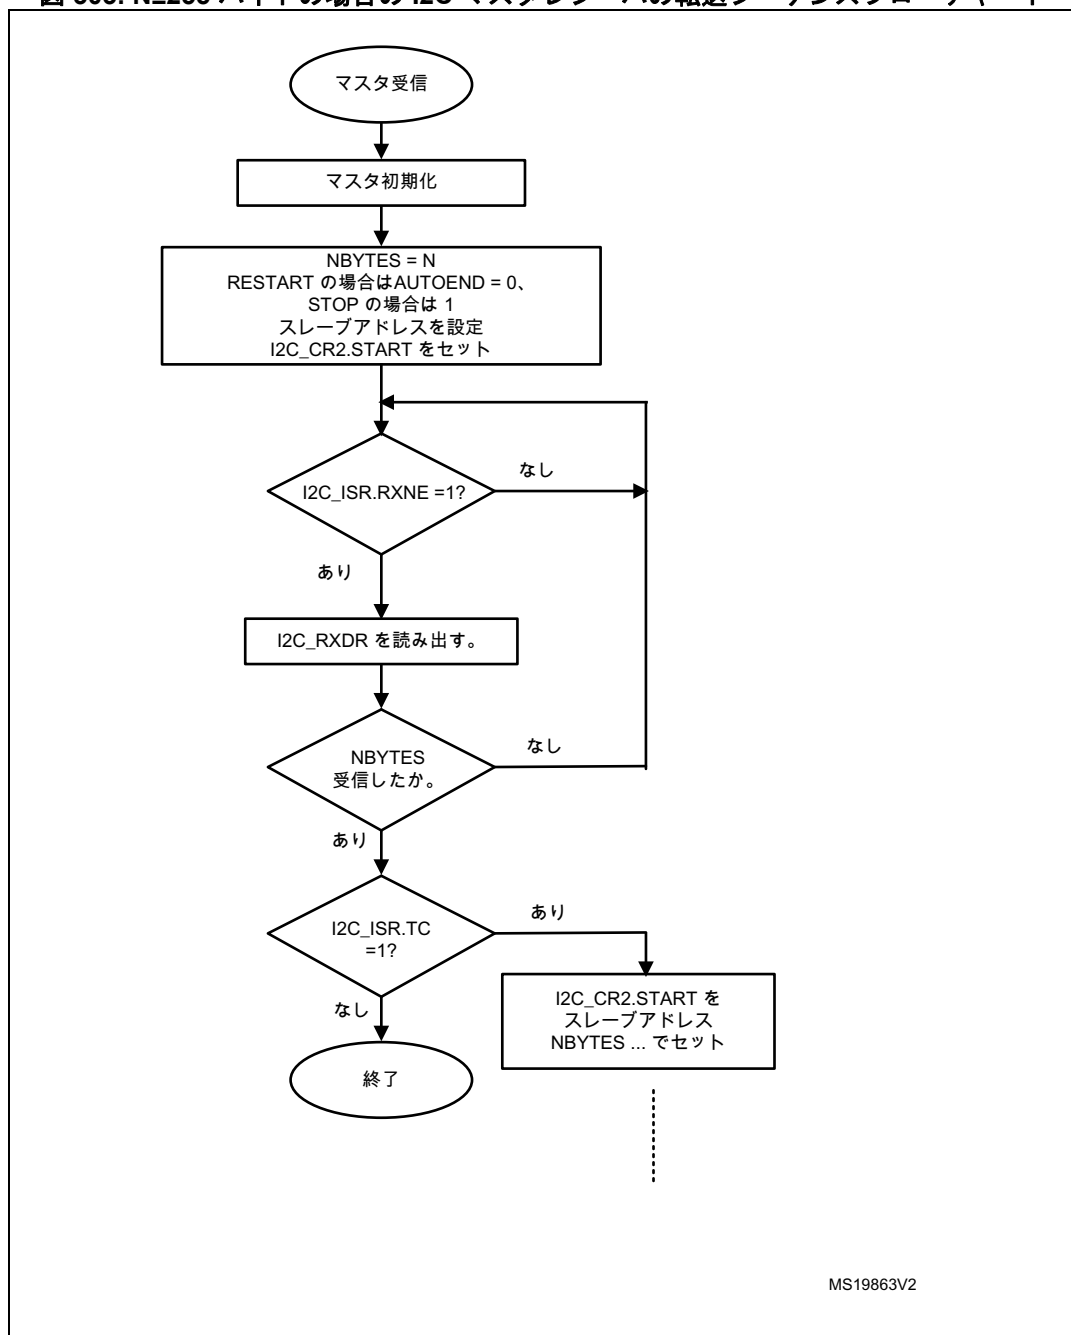 マスタ受信
マスタ初期化
NBYTES = N
RESTART の場合はAUTOEND = 0、
STOP の場合は 1
スレーブアドレスを設定
I2C_CR2.START をセット
I2C_ISR.RXNE =1?
なし
あり
I2C_RXDR を読み出す。
NBYTES
受信したか。
なし
あり
I2C_ISR.TC
=1?
あり
なし
I2C_CR2.START を
スレーブアドレス
NBYTES ... でセット
終了
MS19863V2